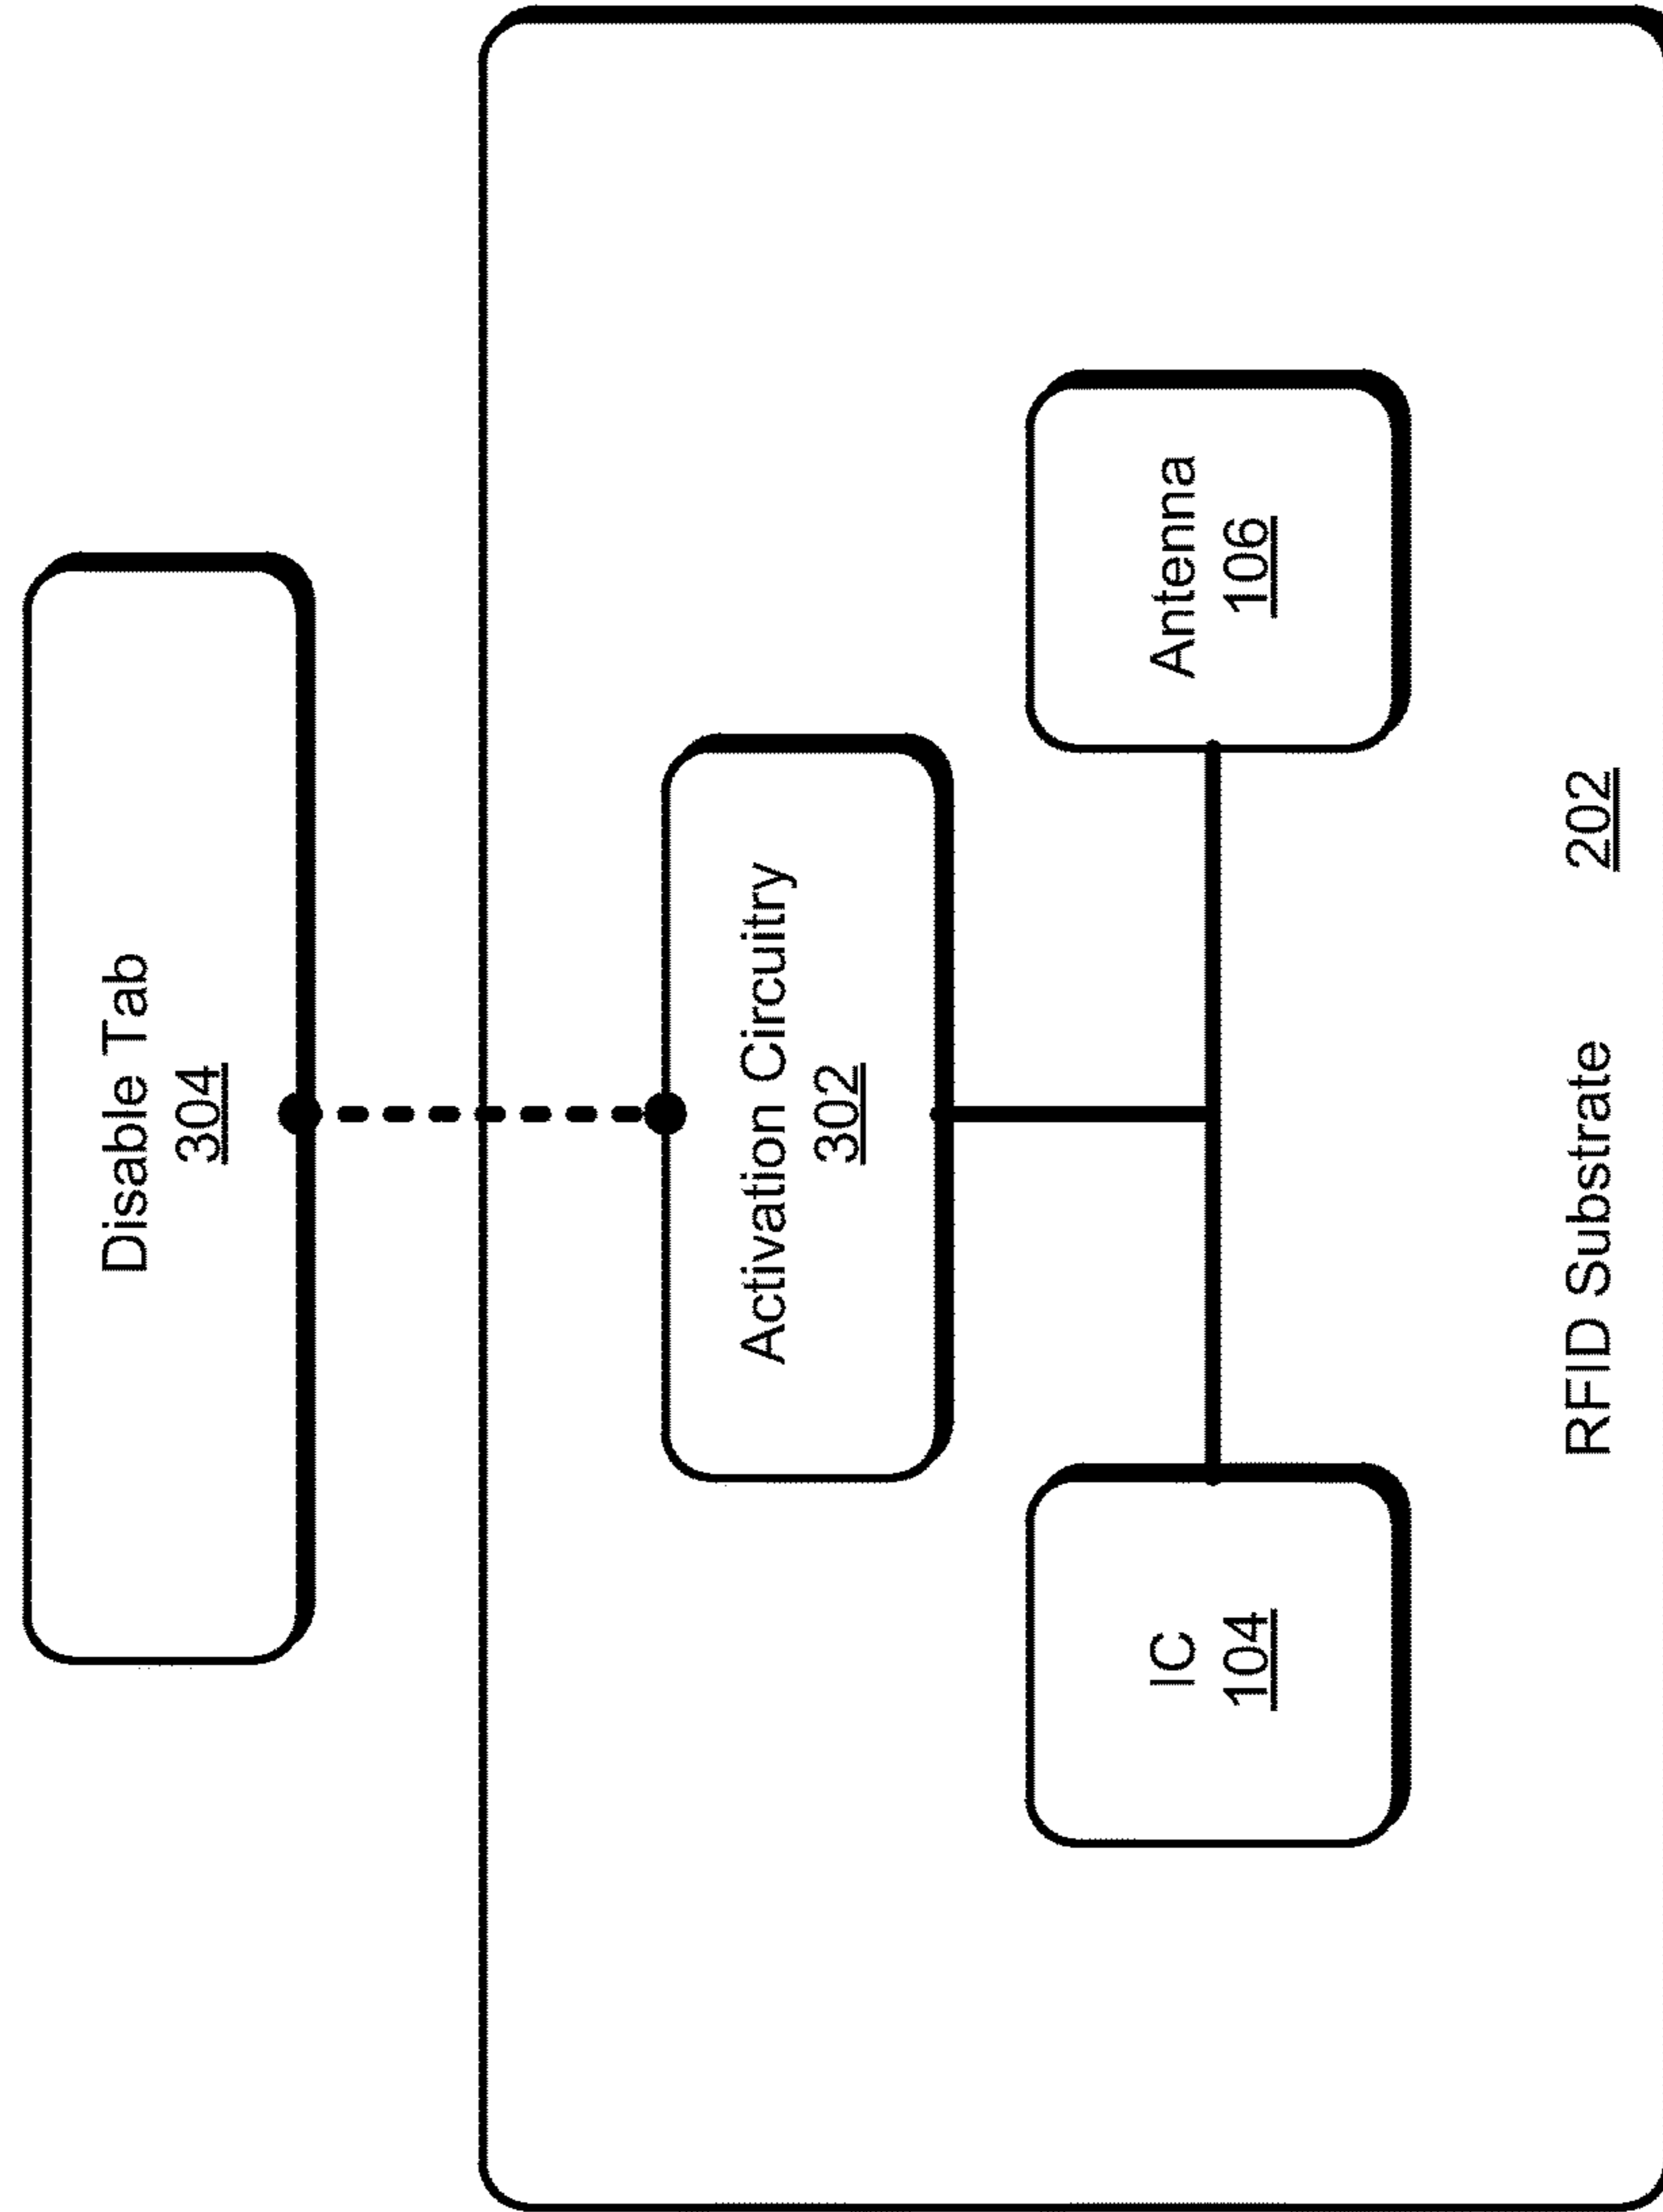 Disable Tab
304
Activation Circuitry
302
IC
104
Antenna
106
RFID Substrate 202